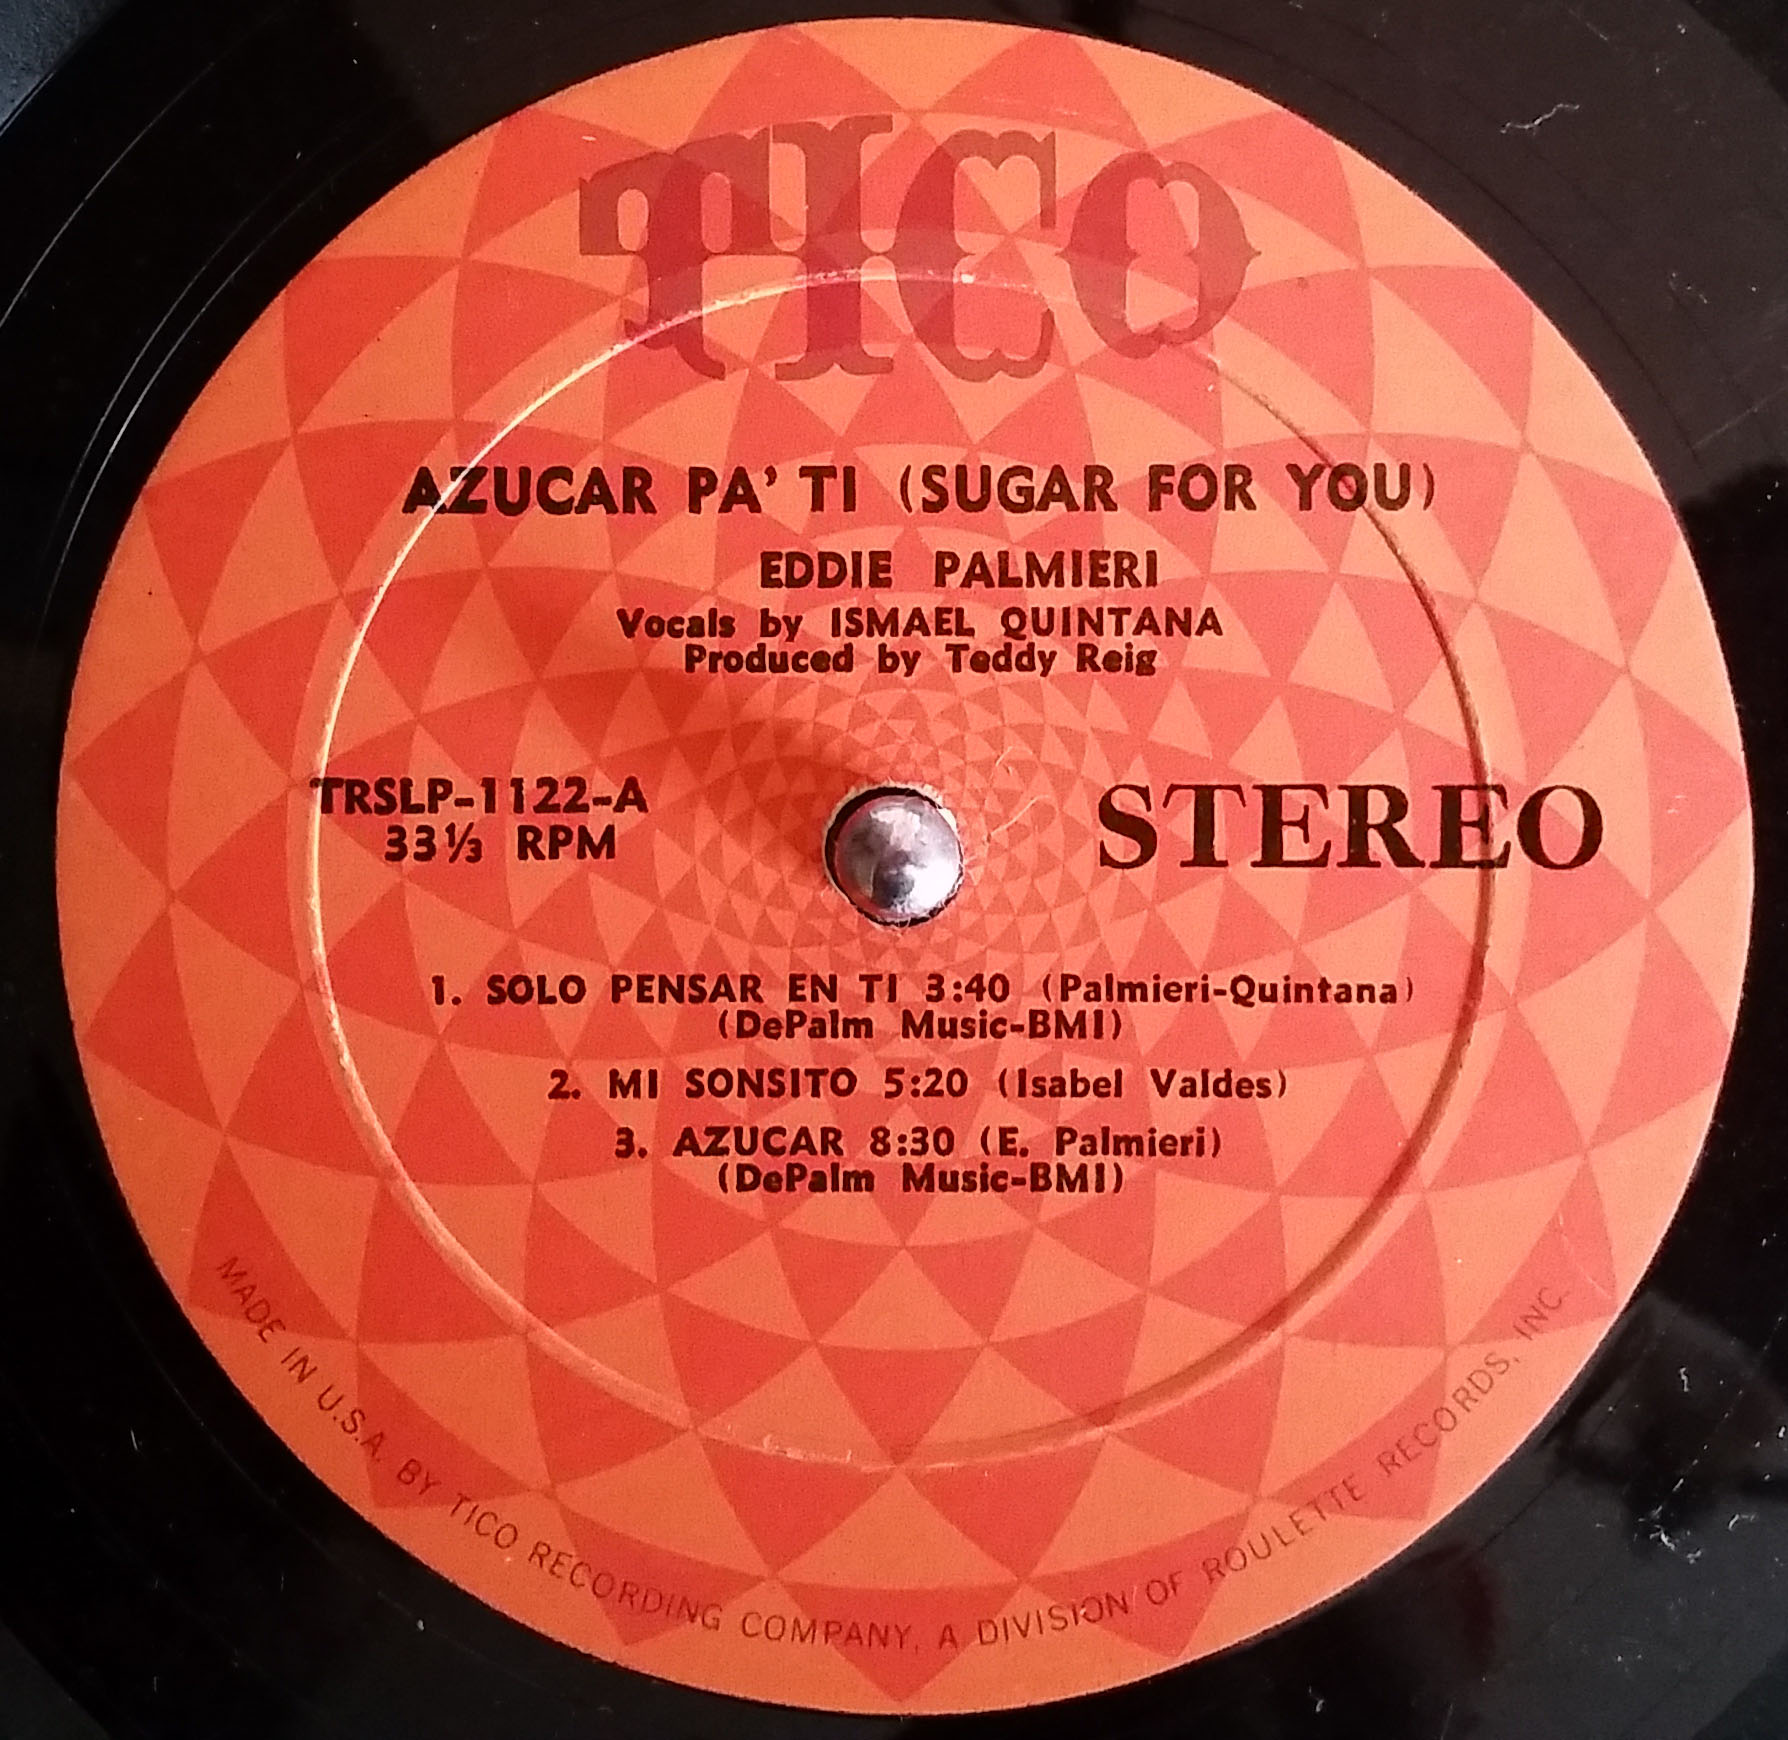 TICO
AZUCAR PA' TI (SUGAR FOR YOU)
EDDIE PALMIERI
Vocals by ISMAEL QUINTANA
Produced by Teddy Reig
TRSLP-1122-A
33⅓ RPM
STEREO
1. SOLO PENSAR EN TI 3:40 (Palmieri-Quintana)
(DePalm Music-BMI)
2. MI SONSITO 5:20 (Isabel Valdes)
3. AZUCAR 8:30 (E. Palmieri)
(DePalm Music-BMI)
MADE IN U.S.A. BY TICO RECORDING COMPANY, A DIVISION OF ROULETTE RECORDS, INC.